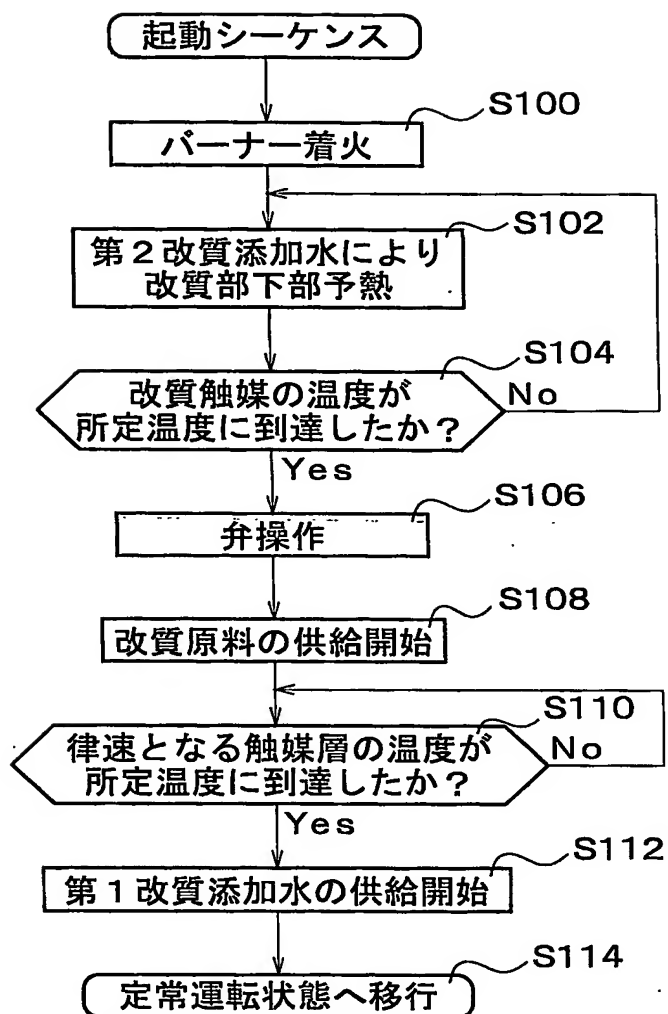 起動シーケンス
S100
バーナー着火
S102
第2改質添加水により
改質部下部予熱
S104
改質触媒の温度が
所定温度に到達したか？
No
Yes
S106
弁操作
S108
改質原料の供給開始
S110
律速となる触媒層の温度が
所定温度に到達したか？
No
Yes
S112
第1改質添加水の供給開始
S114
定常運転状態へ移行